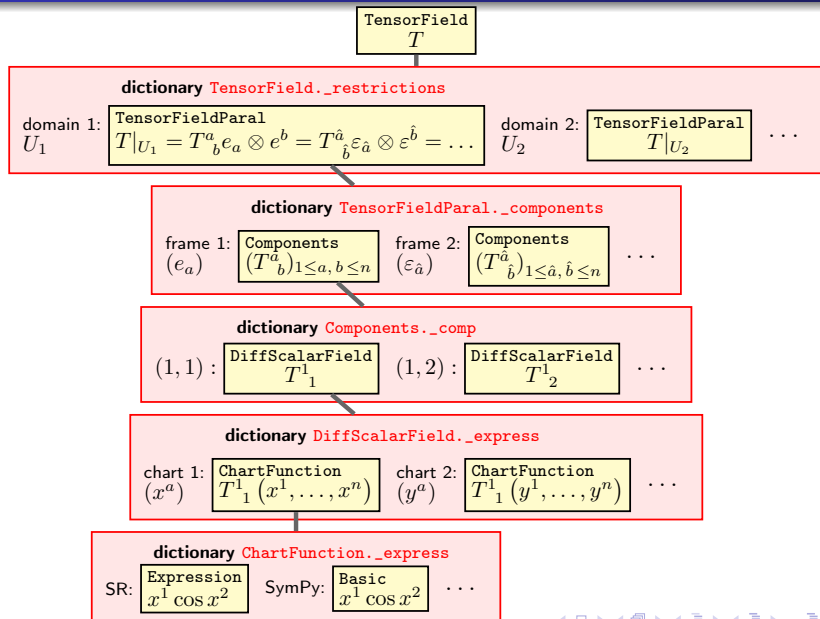 TensorField
T
dictionary TensorField._restrictions
domain 1: U₁
TensorFieldParal
T|_{U₁} = T^a_b e_a ⊗ e^b = T^â_b̂ ε_â ⊗ ε^b̂ = ...
domain 2: U₂
TensorFieldParal
T|_{U₂}
...
dictionary TensorFieldParal._components
frame 1: (e_a)
Components
(T^a_b)_{1≤a, b≤n}
frame 2: (ε_â)
Components
(T^â_b̂)_{1≤â, b̂≤n}
...
dictionary Components._comp
(1, 1) :
DiffScalarField
T^1_1
(1, 2) :
DiffScalarField
T^1_2
...
dictionary DiffScalarField._express
chart 1: (x^a)
ChartFunction
T^1_1 (x^1, ..., x^n)
chart 2: (y^a)
ChartFunction
T^1_1 (y^1, ..., y^n)
...
dictionary ChartFunction._express
SR:
Expression
x^1 cos x^2
SymPy:
Basic
x^1 cos x^2
...